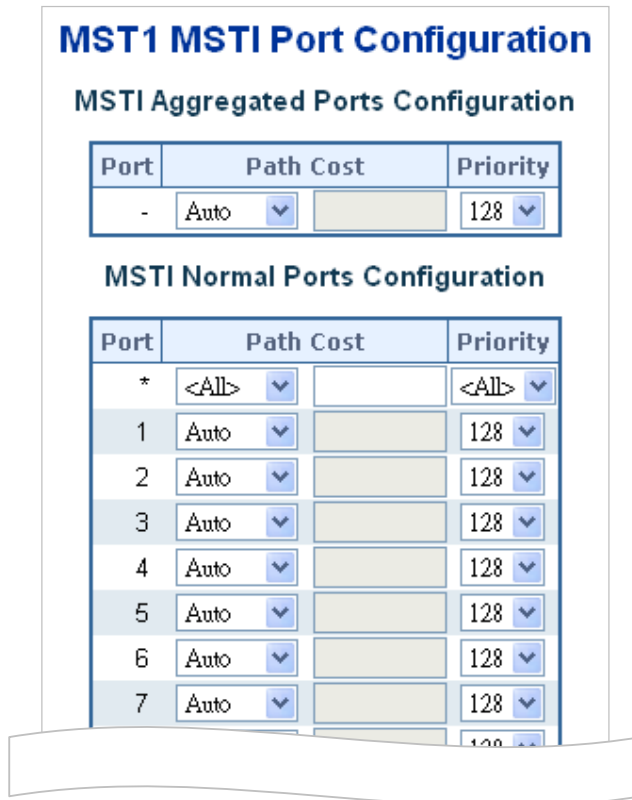 MST1 MSTI Port Configuration
MSTI Aggregated Ports Configuration
Port Path Cost Priority
- Auto 128
MSTI Normal Ports Configuration
Port Path Cost Priority
* <All> <All>
1 Auto 128
2 Auto 128
3 Auto 128
4 Auto 128
5 Auto 128
6 Auto 128
7 Auto 128